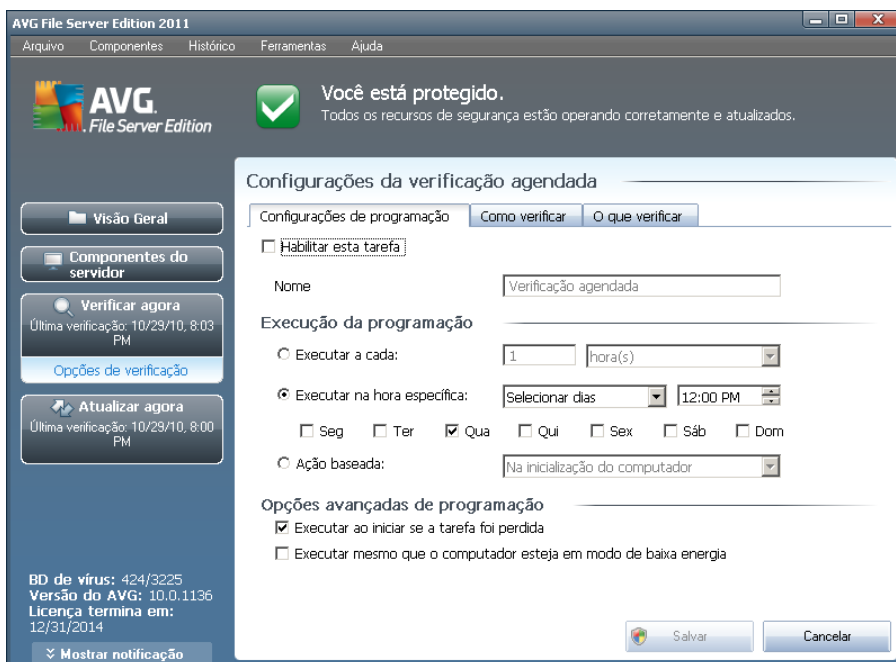 AVG File Server Edition 2011
Arquivo Componentes Histórico Ferramentas Ajuda
AVG.
File Server Edition
Você está protegido.
Todos os recursos de segurança estão operando corretamente e atualizados.
Visão Geral
Componentes do
servidor
Verificar agora
Última verificação: 10/29/10, 8:03
PM
Opções de verificação
Atualizar agora
Última verificação: 10/29/10, 8:00
PM
BD de vírus: 424/3225
Versão do AVG: 10.0.1136
Licença termina em:
12/31/2014
Mostrar notificação
Configurações da verificação agendada
Configurações de programação Como verificar O que verificar
Habilitar esta tarefa
Nome Verificação agendada
Execução da programação
Executar a cada: 1 hora(s)
Executar na hora específica: Selecionar dias 12:00 PM
Seg Ter Qua Qui Sex Sáb Dom
Ação baseada: Na inicialização do computador
Opções avançadas de programação
Executar ao iniciar se a tarefa foi perdida
Executar mesmo que o computador esteja em modo de baixa energia
Salvar Cancelar